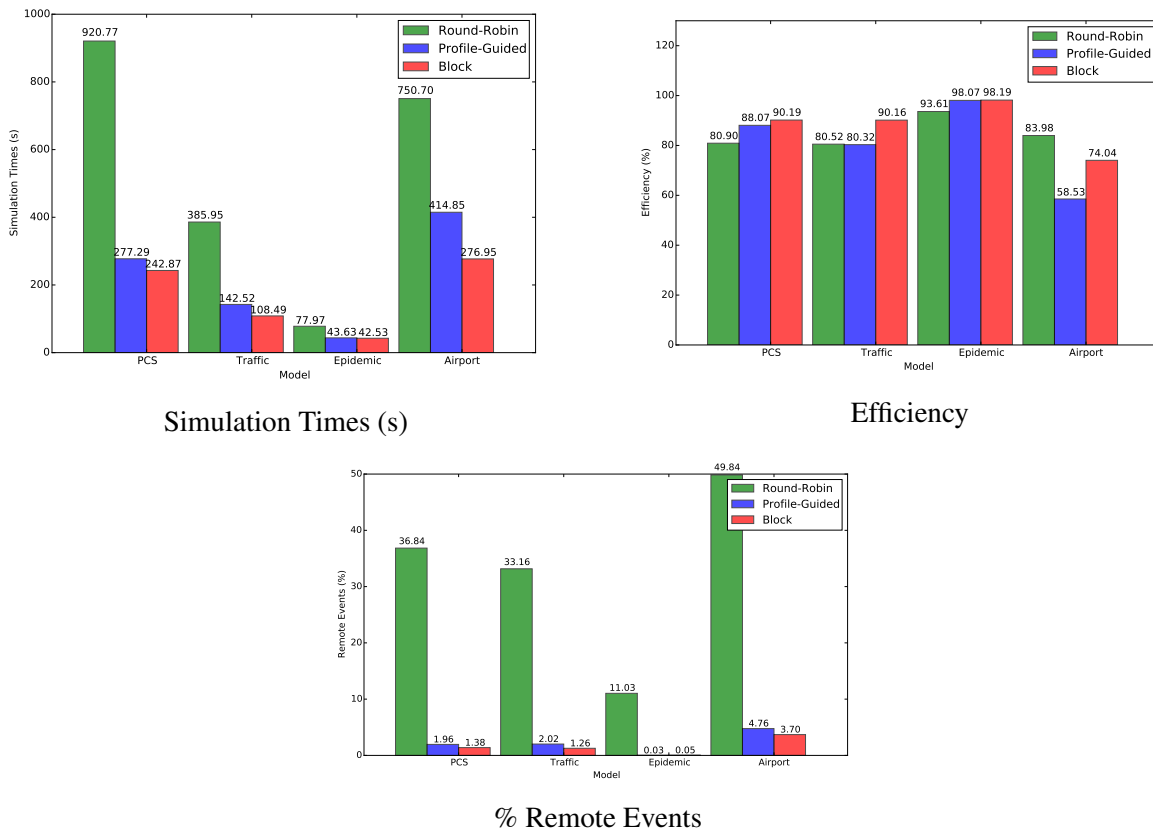 1000
800
600
400
200
0
Simulation Times (s)
920.77
277.29
242.87
385.95
142.52
108.49
77.97
43.63
42.53
750.70
414.85
276.95
Round-Robin
Profile-Guided
Block
PCS Traffic Epidemic Airport
Model
Simulation Times (s)
120
100
80
60
40
20
0
Efficiency (%)
80.90
88.07
90.19
80.52
80.32
90.16
93.61
98.07
98.19
83.98
58.53
74.04
Round-Robin
Profile-Guided
Block
PCS Traffic Epidemic Airport
Model
Efficiency
50
40
30
20
10
0
Remote Events (%)
36.84
1.96
1.38
33.16
2.02
1.26
11.03
0.03
0.05
49.84
4.76
3.70
Round-Robin
Profile-Guided
Block
PCS Traffic Epidemic Airport
Model
% Remote Events